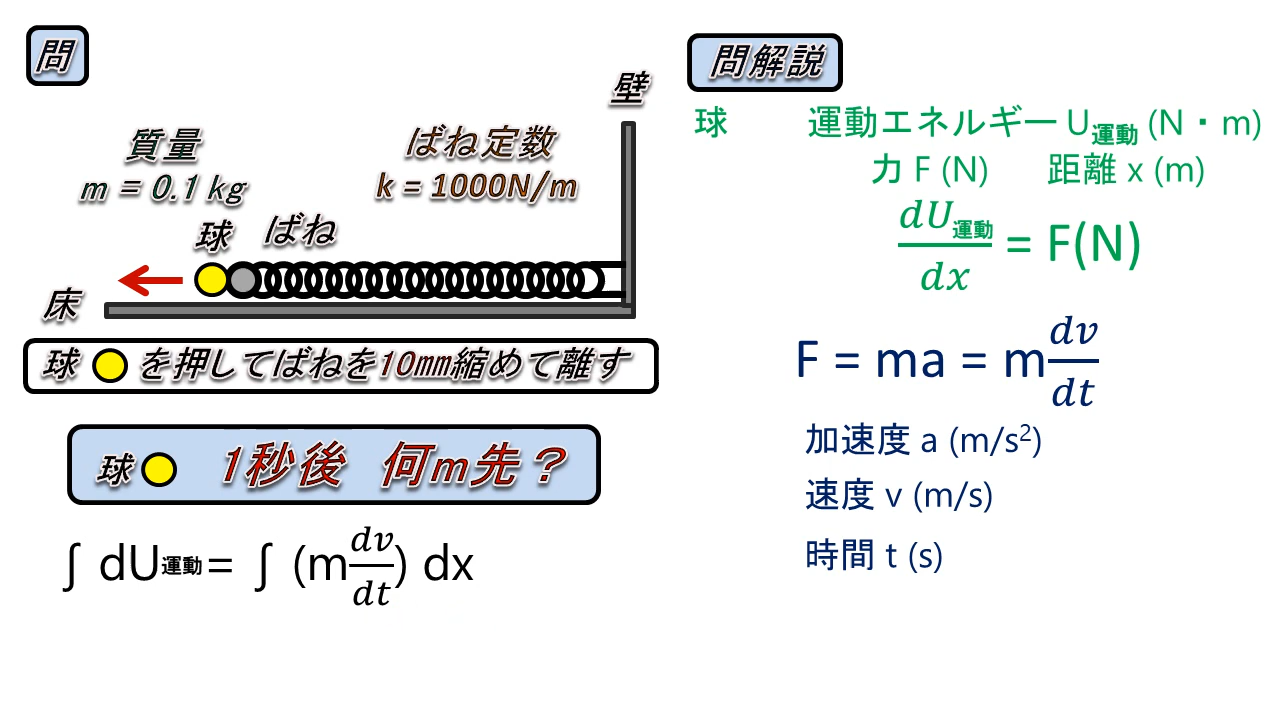 問
壁
質量
m = 0.1 kg
ばね定数
k = 1000N/m
球
ばね
床
球 を押してばねを10㎜縮めて離す
球 1秒後 何m先？
∫ dU運動= ∫ (m dv/dt) dx
問解説
球 運動エネルギー U運動 (N・m)
力 F (N) 距離 x (m)
dU運動/dx = F(N)
F = ma = m dv/dt
加速度 a (m/s²)
速度 v (m/s)
時間 t (s)